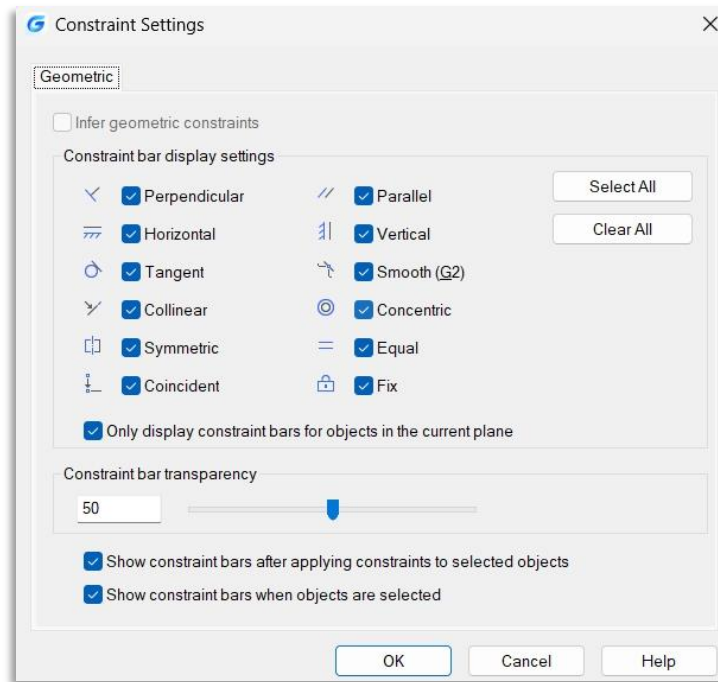 Constraint Settings
Geometric
Infer geometric constraints
Constraint bar display settings
Perpendicular
Parallel
Select All
Horizontal
Vertical
Clear All
Tangent
Smooth (G2)
Collinear
Concentric
Symmetric
Equal
Coincident
Fix
Only display constraint bars for objects in the current plane
Constraint bar transparency
50
Show constraint bars after applying constraints to selected objects
Show constraint bars when objects are selected
OK
Cancel
Help